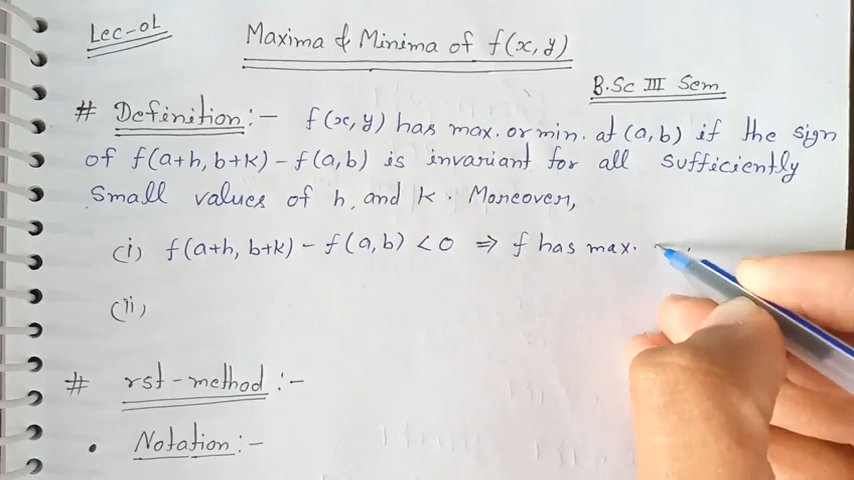 Lec-01
Maxima & Minima of f(x,y)
B.Sc III Sem
# Definition:- f(x,y) has max. or min. at (a,b) if the sign
of f(a+h, b+k) - f(a,b) is invariant for all sufficiently
Small values of h, and k. Moreover,
(i) f(a+h, b+k) - f(a,b) <0 ⇒ f has max.
(ii)
# rst-method:-
• Notation:-